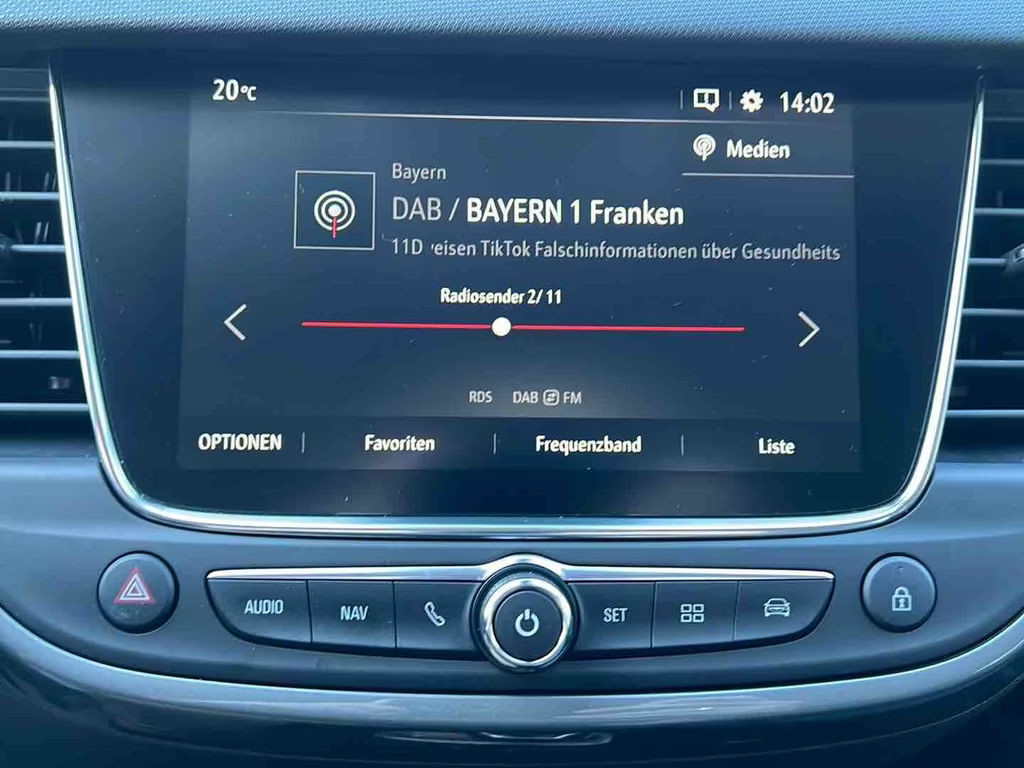 20°C
14:02
Medien
Bayern
DAB / BAYERN 1 Franken
11D 'eisen TikTok Falschinformationen über Gesundheits
Radiosender 2/11
RDS DAB FM
OPTIONEN Favoriten Frequenzband Liste
AUDIO NAV SET